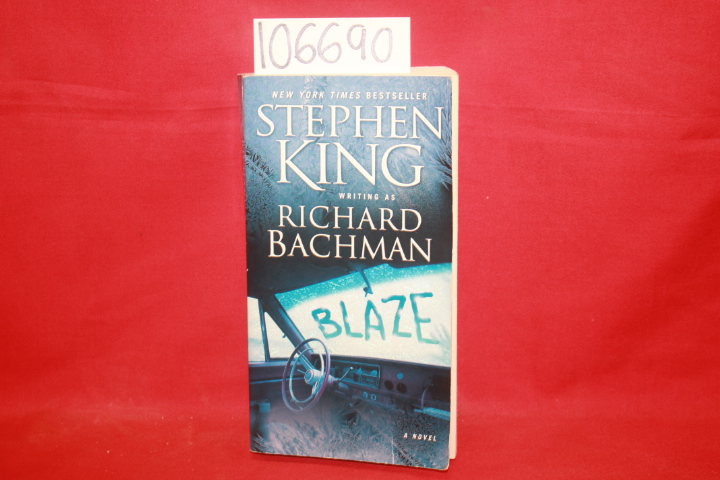 106690
NEW YORK TIMES BESTSELLER
STEPHEN
KING
WRITING AS
RICHARD
BACHMAN
BLAZE
A NOVEL